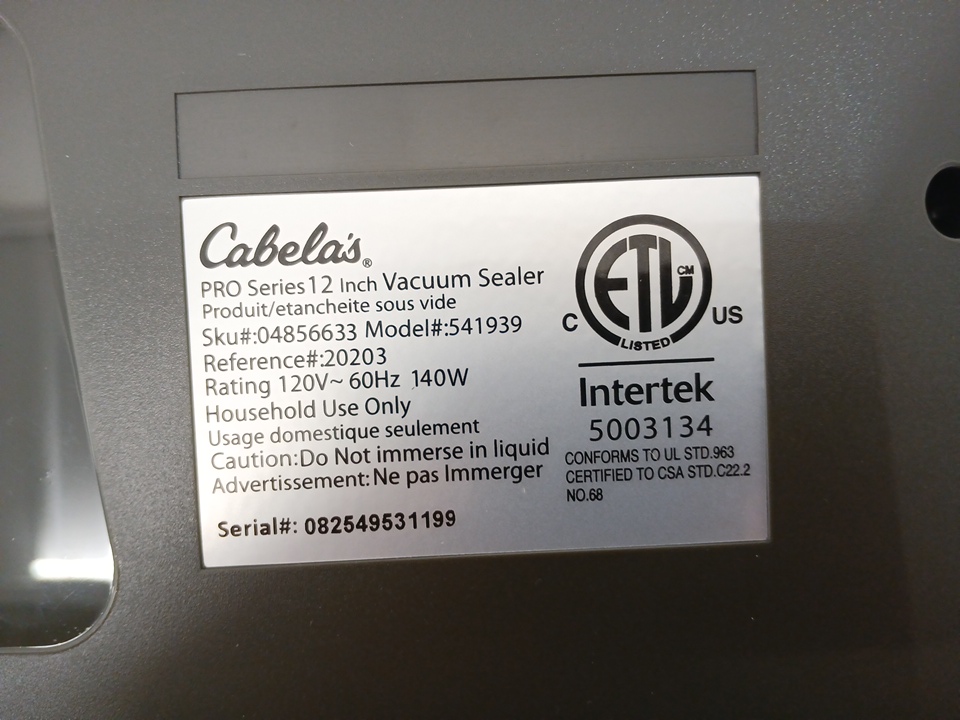 Cabela's®
PRO Series 12 Inch Vacuum Sealer
Produit/etancheite sous vide
Sku#:04856633 Model#:541939
Reference#:20203
Rating 120V~ 60Hz 140W
Household Use Only
Usage domestique seulement
Caution:Do Not immerse in liquid
Advertissement: Ne pas Immerger
Serial#: 082549531199
ETL CM
C US
LISTED
Intertek
5003134
CONFORMS TO UL STD.963
CERTIFIED TO CSA STD.C22.2
NO.68